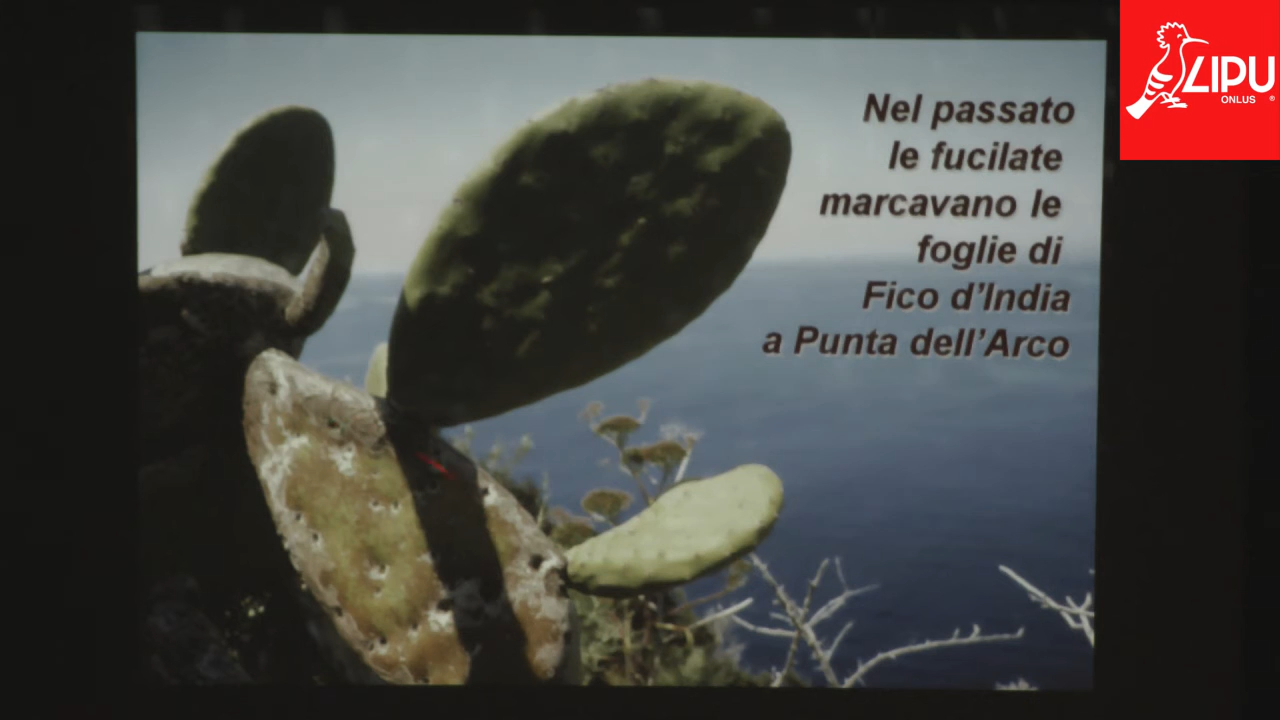 Nel passato
le fucilate
marcavano le
foglie di
Fico d'India
a Punta dell'Arco
LIPU
ONLUS ®